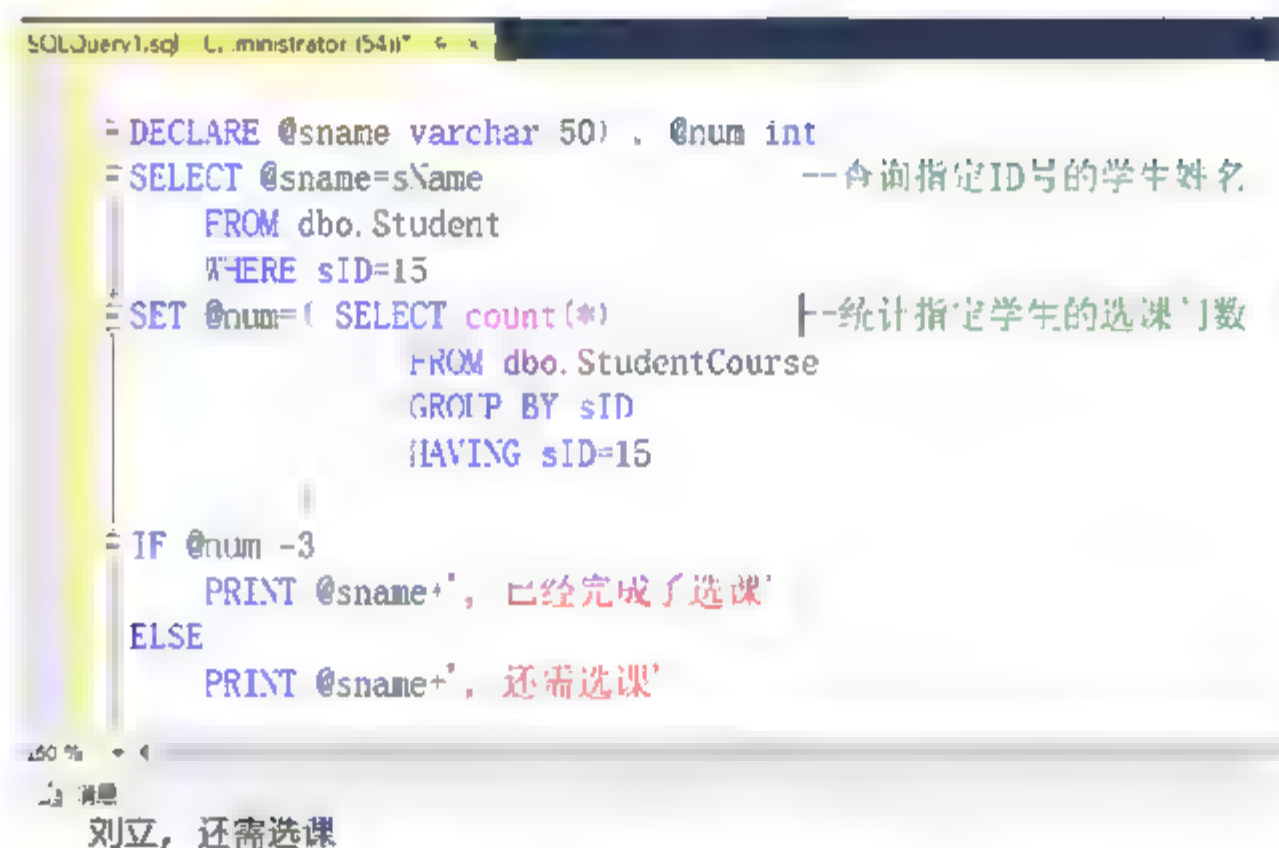 SQLQuery1.sql (54))*
DECLARE @sname varchar 50) , @num int
SELECT @sname=sName --查询指定ID号的学生姓名
FROM dbo.Student
WHERE sID=15
SET @num=( SELECT count(*) --统计指定学生的选课门数
FROM dbo.StudentCourse
GROUP BY sID
HAVING sID=15
IF @num
PRINT @sname+', 已经完成了选课'
ELSE
PRINT @sname+', 还需选课'
消息
刘立, 还需选课